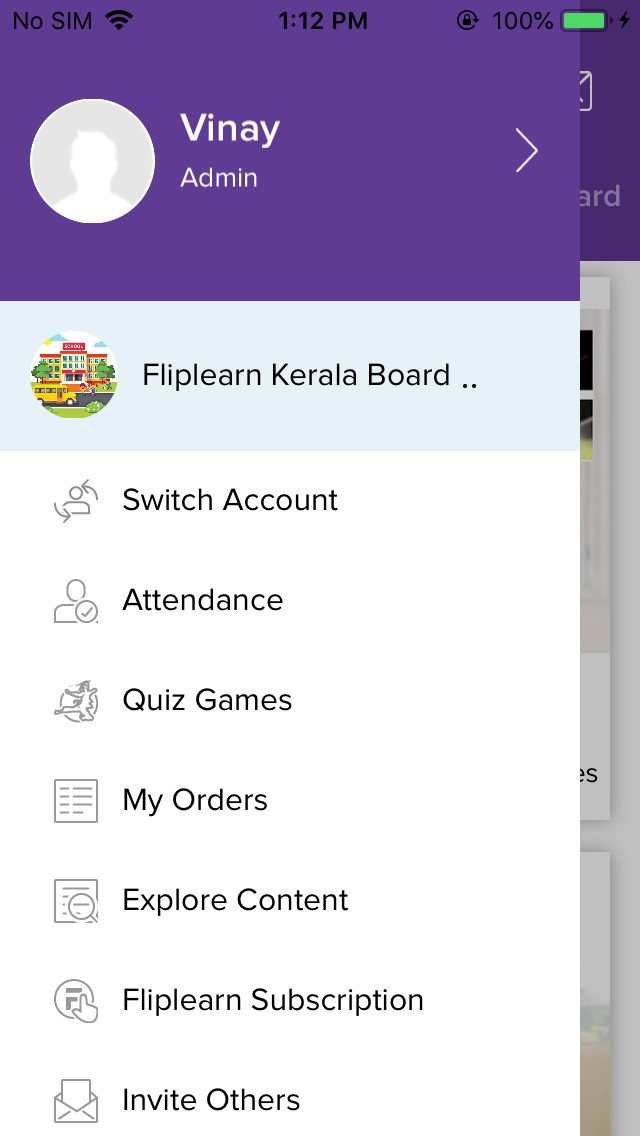 No SIM 1:12 PM 100%
Vinay
Admin
ard
SCHOOL
Fliplearn Kerala Board ..
Switch Account
Attendance
Quiz Games
My Orders
es
Explore Content
Fliplearn Subscription
Invite Others